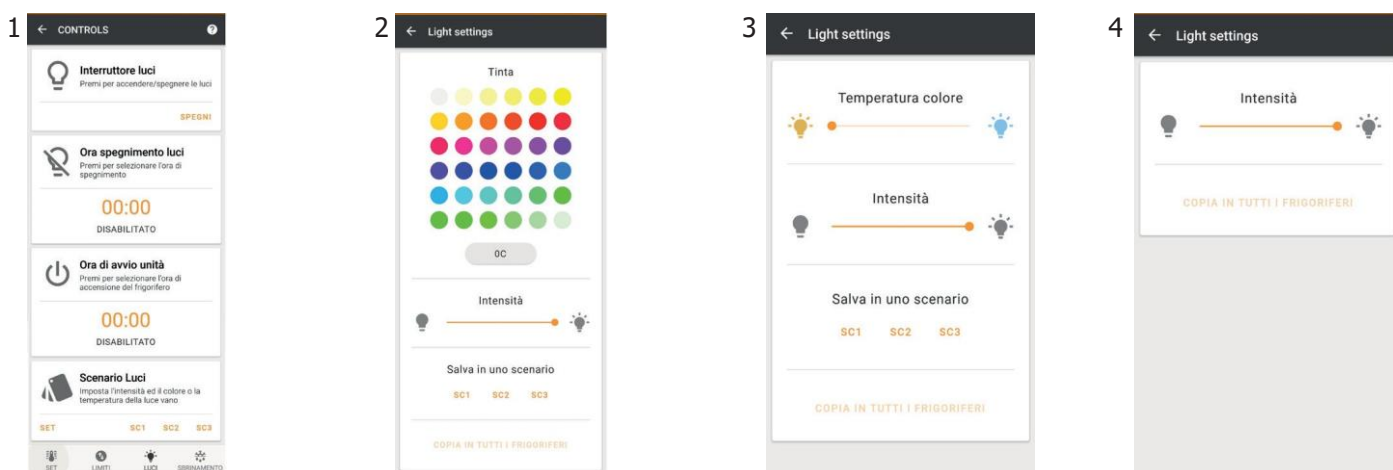 1
CONTROLS
?
Interruttore luci
Premi per accendere/spegnere le luci
SPEGNI
Ora spegnimento luci
Premi per selezionare l'ora di
spegnimento
00:00
DISABILITATO
Ora di avvio unità
Premi per selezionare l'ora di
accensione del frigorifero
00:00
DISABILITATO
Scenario Luci
Imposta l'intensità ed il colore o la
temperatura della luce vano
SET SC1 SC2 SC3
SET LIMITI LUCI SBRINAMENTO
2
Light settings
Tinta
0C
Intensità
Salva in uno scenario
SC1 SC2 SC3
COPIA IN TUTTI I FRIGORIFERI
3
Light settings
Temperatura colore
Intensità
Salva in uno scenario
SC1 SC2 SC3
COPIA IN TUTTI I FRIGORIFERI
4
Light settings
Intensità
COPIA IN TUTTI I FRIGORIFERI